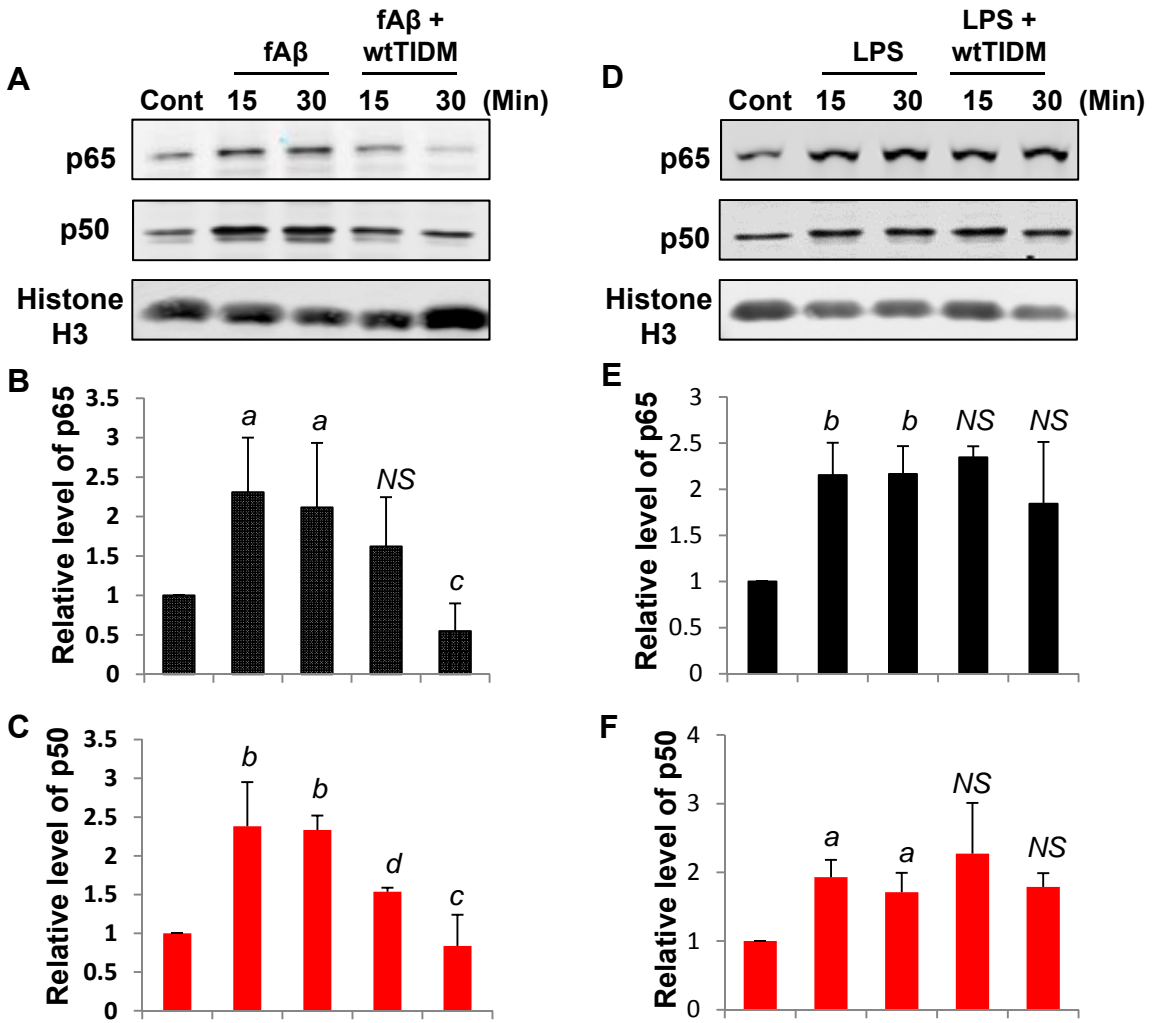 A
fAβ
fAβ +
wtTIDM
Cont 15 30 15 30 (Min)
p65
p50
Histone
H3
B
Relative level of p65
3.5
3
2.5
2
1.5
1
0.5
0
a
a
NS
c
C
Relative level of p50
3.5
3
2.5
2
1.5
1
0.5
0
b
b
d
c
D
LPS
LPS +
wtTIDM
Cont 15 30 15 30 (Min)
p65
p50
Histone
H3
E
Relative level of p65
3
2.5
2
1.5
1
0.5
0
b
b
NS
NS
F
Relative level of p50
4
3
2
1
0
a
a
NS
NS